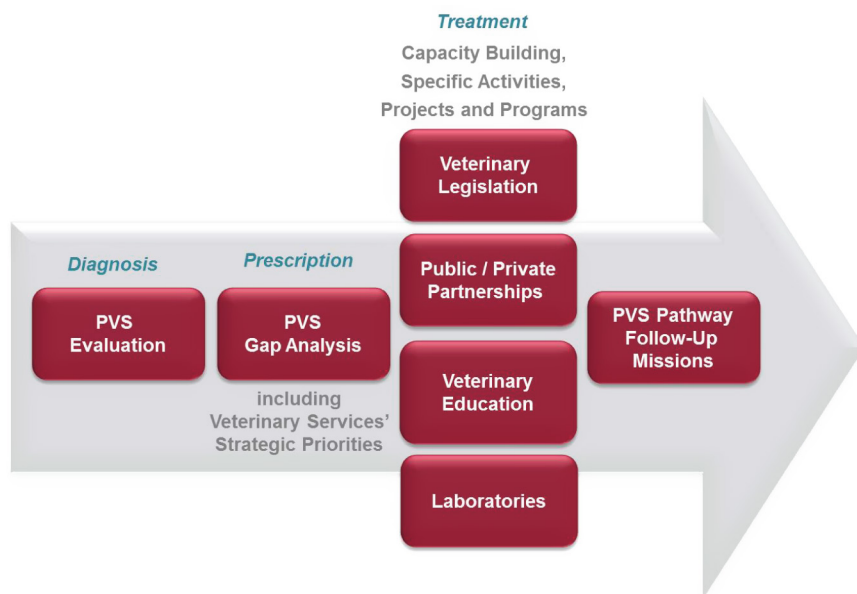 Treatment
Capacity Building,
Specific Activities,
Projects and Programs
Diagnosis
PVS
Evaluation
Prescription
PVS
Gap Analysis
including
Veterinary Services’
Strategic Priorities
Veterinary
Legislation
Public / Private
Partnerships
Veterinary
Education
Laboratories
PVS Pathway
Follow-Up
Missions